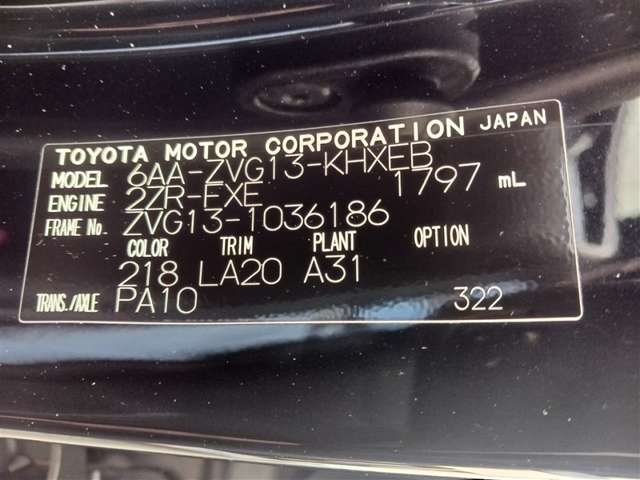 TOYOTA MOTOR CORPORATION JAPAN
MODEL 6AA-ZVG13-KHXEB
ENGINE 2ZR-EXE 1797 mL
FRAME No. ZVG13-1036186
COLOR TRIM PLANT OPTION
218 LA20 A31
TRANS./AXLE PA10 322